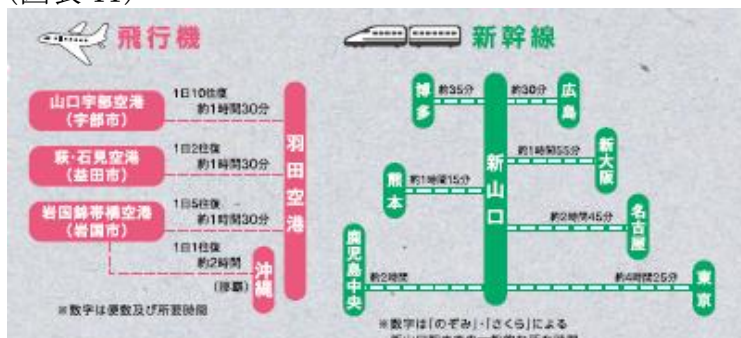 飛行機
山口宇部空港
(宇部市)
1日10往復
約1時間30分
萩・石見空港
(益田市)
1日2往復
約1時間30分
岩国錦帯橋空港
(岩国市)
1日5往復
約1時間30分
羽田空港
1日1往復
約2時間
沖縄
(那覇)
※数字は便数及び所要時間
新幹線
新山口
博多
約35分
約30分
広島
約1時間55分
新大阪
熊本
約1時間15分
約2時間45分
名古屋
鹿児島中央
約2時間
約4時間25分
東京
※数字は「のぞみ」・「さくら」による